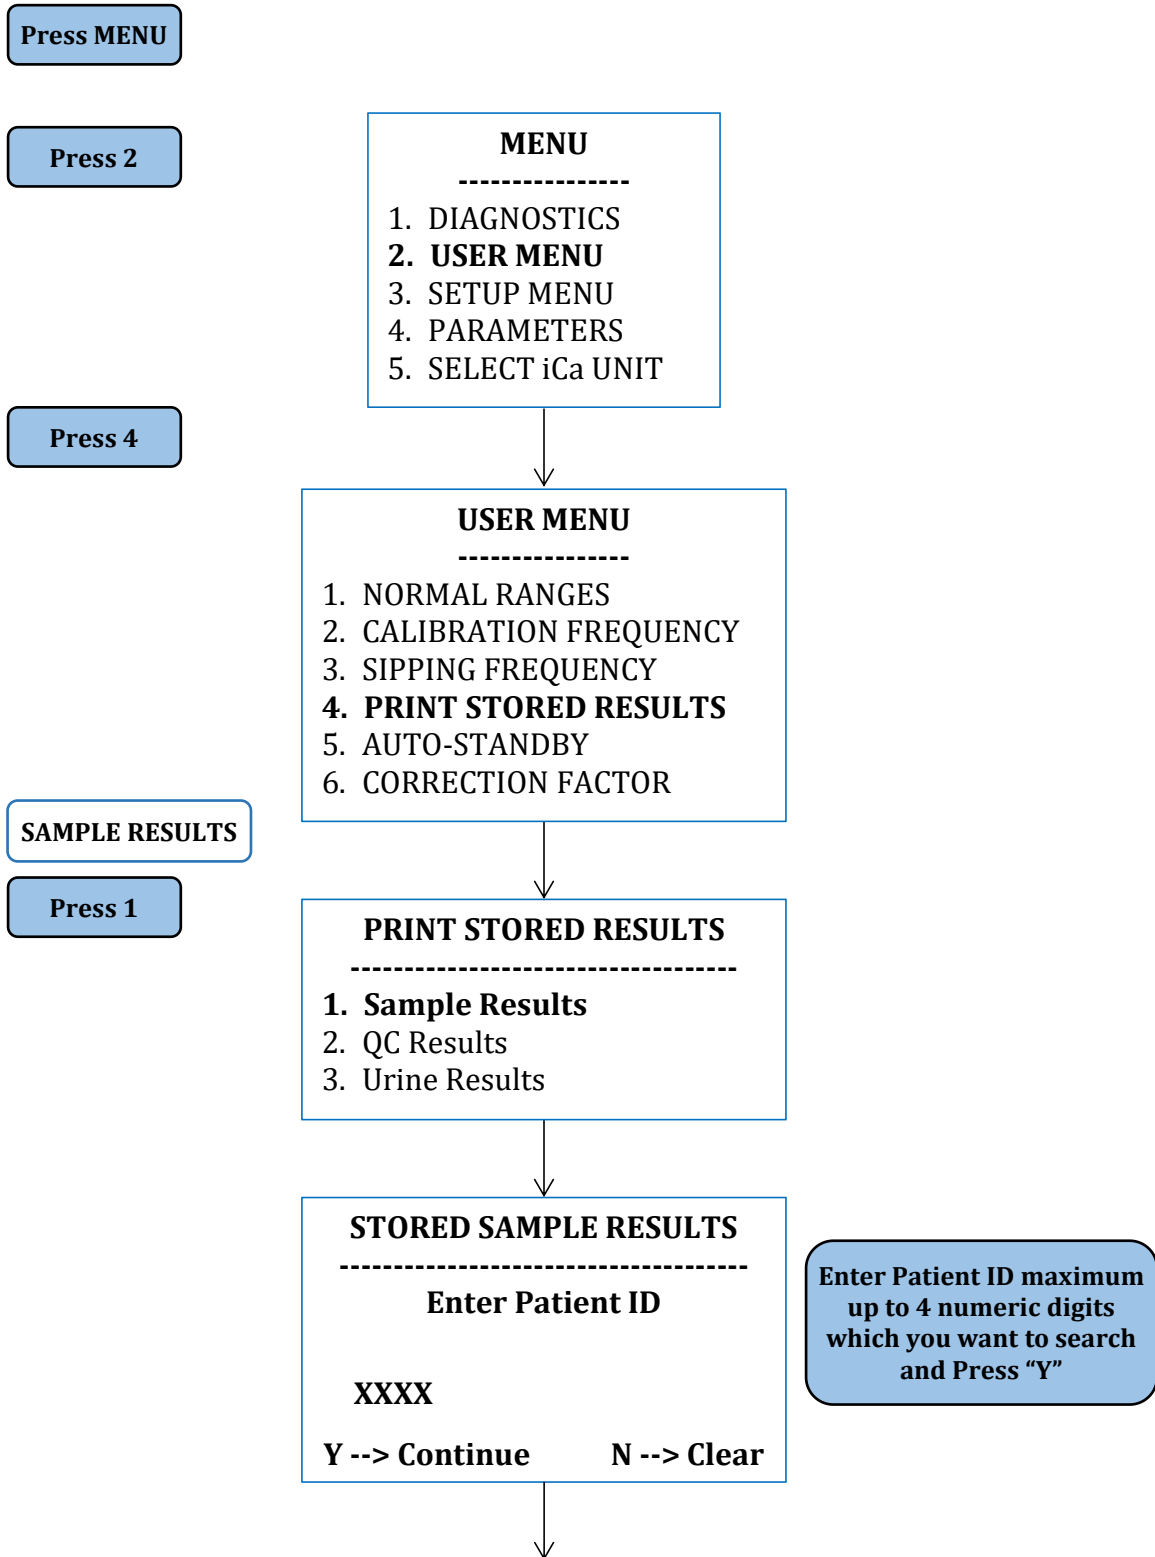 Press MENU
Press 2
MENU
----------------
1. DIAGNOSTICS
2. USER MENU
3. SETUP MENU
4. PARAMETERS
5. SELECT iCa UNIT
Press 4
USER MENU
----------------
1. NORMAL RANGES
2. CALIBRATION FREQUENCY
3. SIPPING FREQUENCY
4. PRINT STORED RESULTS
5. AUTO-STANDBY
6. CORRECTION FACTOR
SAMPLE RESULTS
Press 1
PRINT STORED RESULTS
------------------------------------
1. Sample Results
2. QC Results
3. Urine Results
STORED SAMPLE RESULTS
--------------------------------------
Enter Patient ID
XXXX
Y --> Continue N --> Clear
Enter Patient ID maximum
up to 4 numeric digits
which you want to search
and Press “Y”